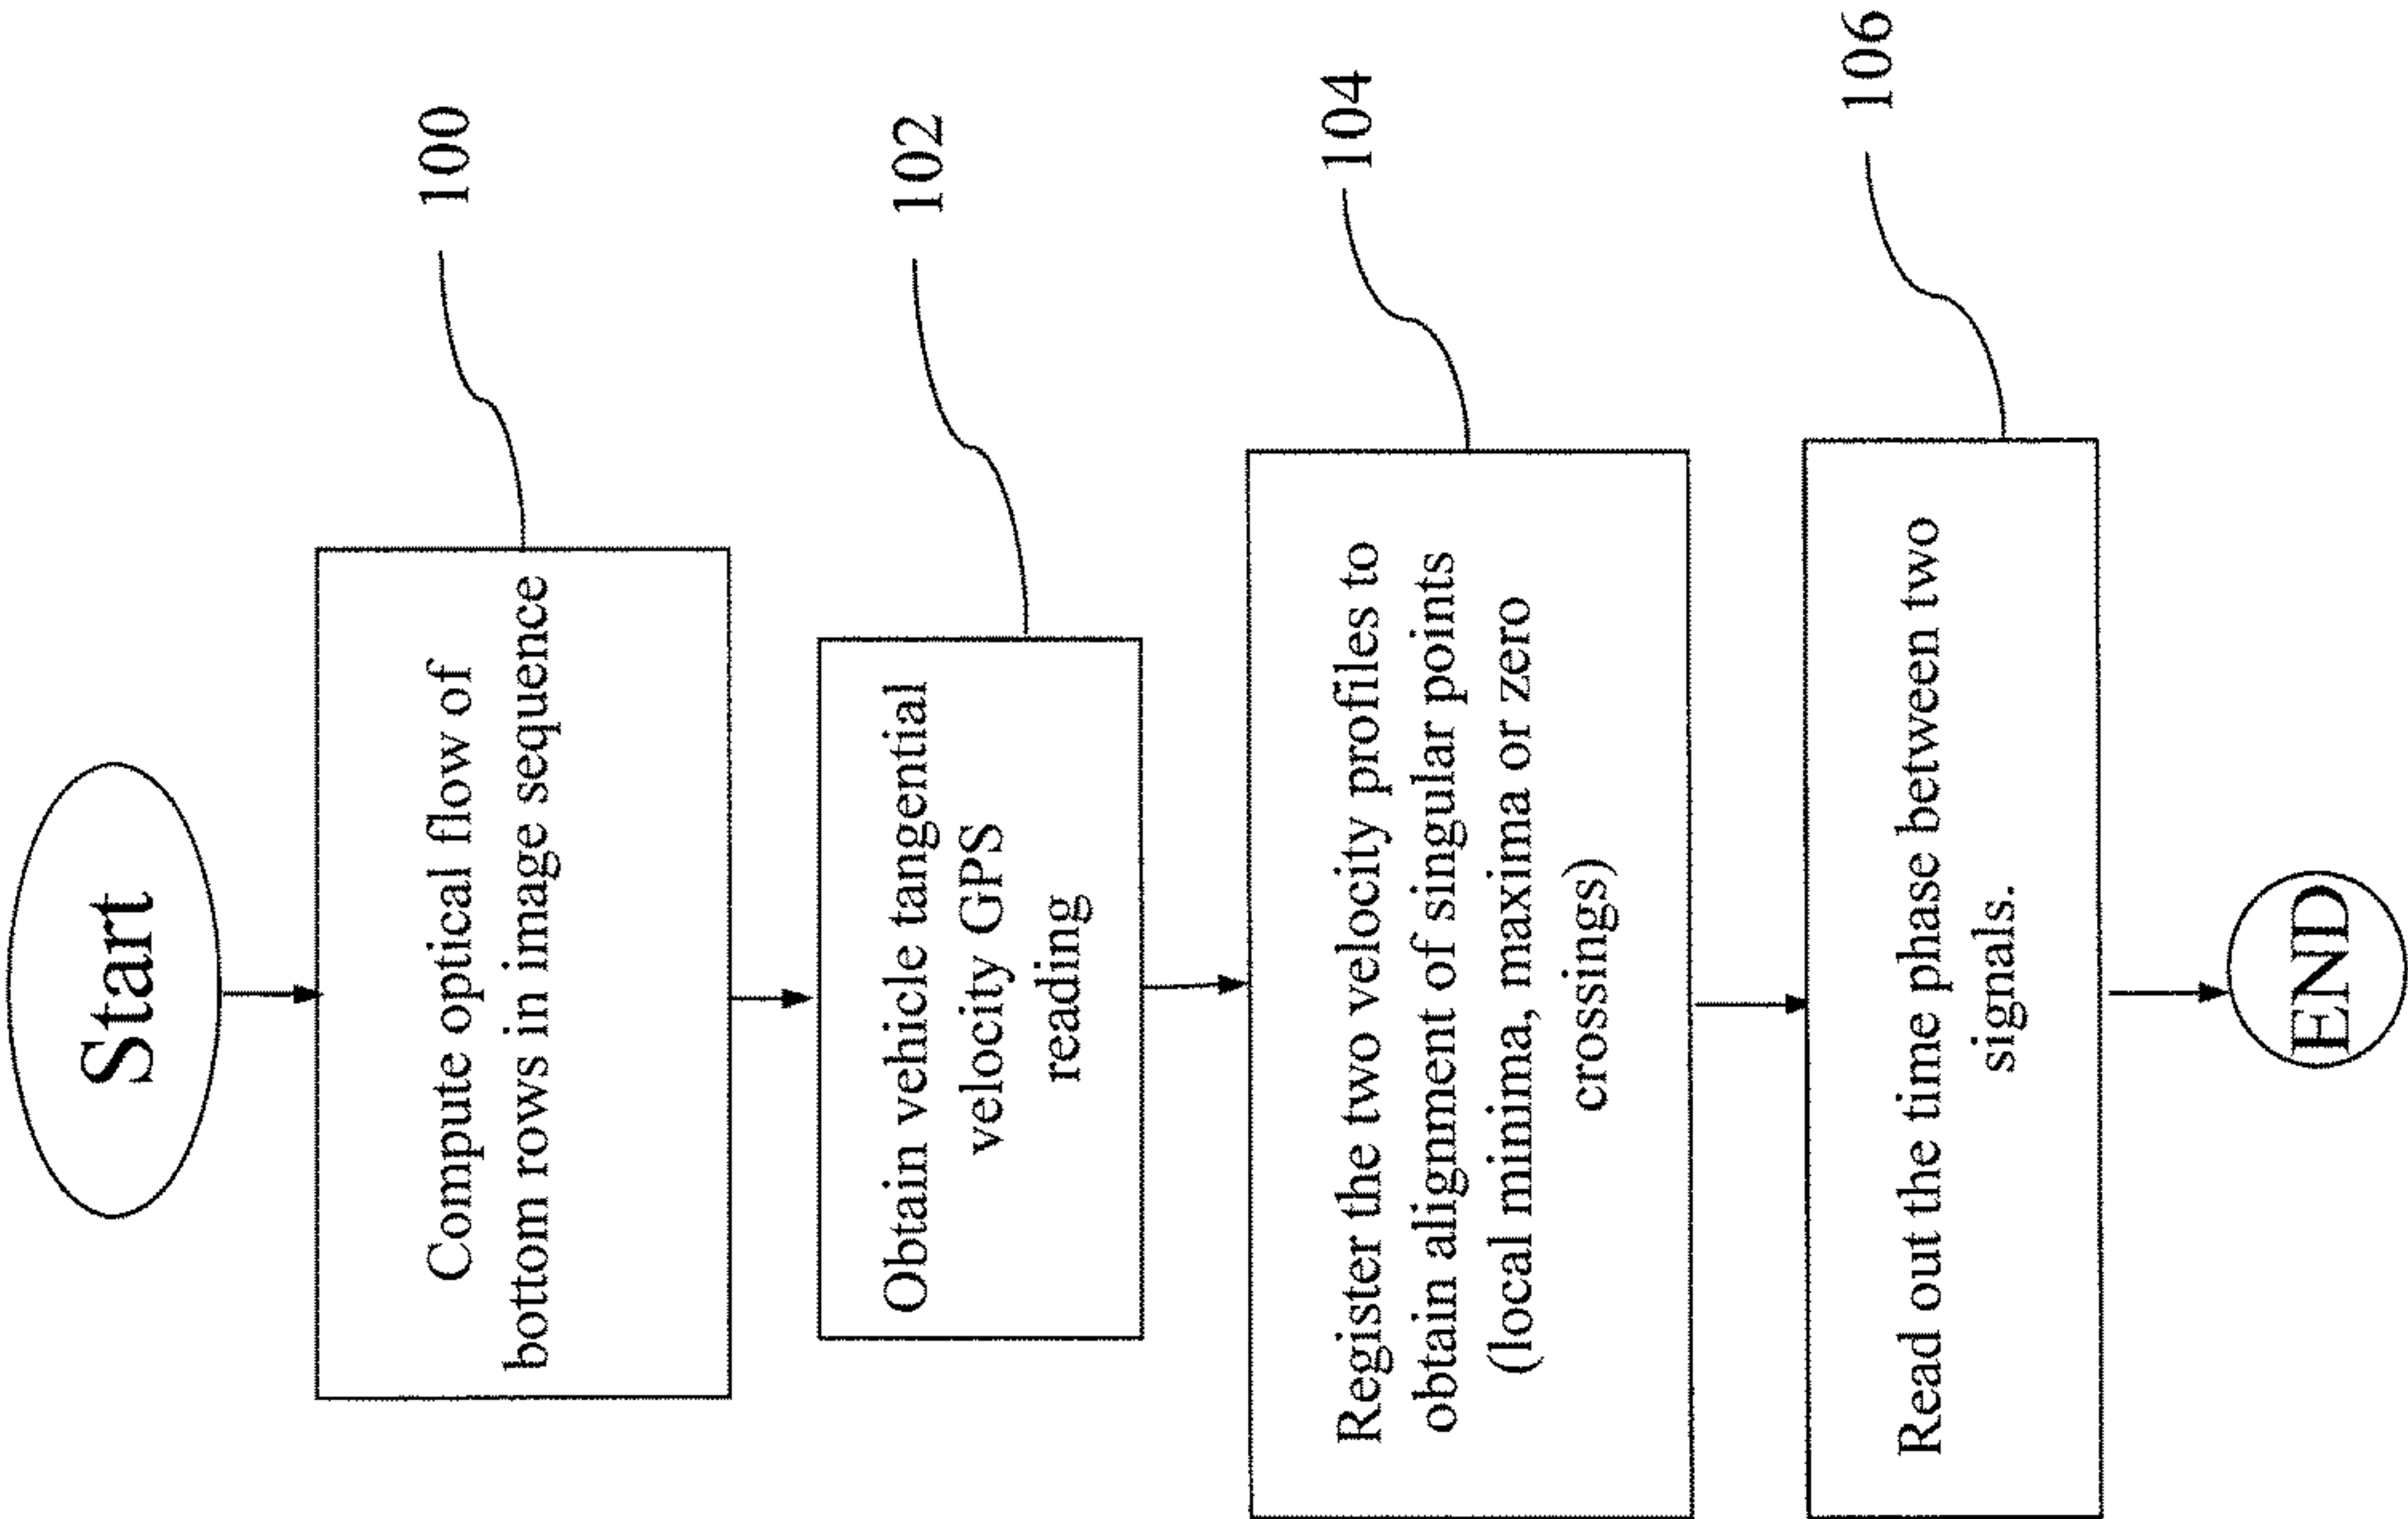 Start
Compute optical flow of
bottom rows in image sequence
100
Obtain vehicle tangential
velocity GPS
reading
102
Register the two velocity profiles to
obtain alignment of singular points
(local minima, maxima or zero
crossings)
104
Read out the time phase between two
signals.
106
END